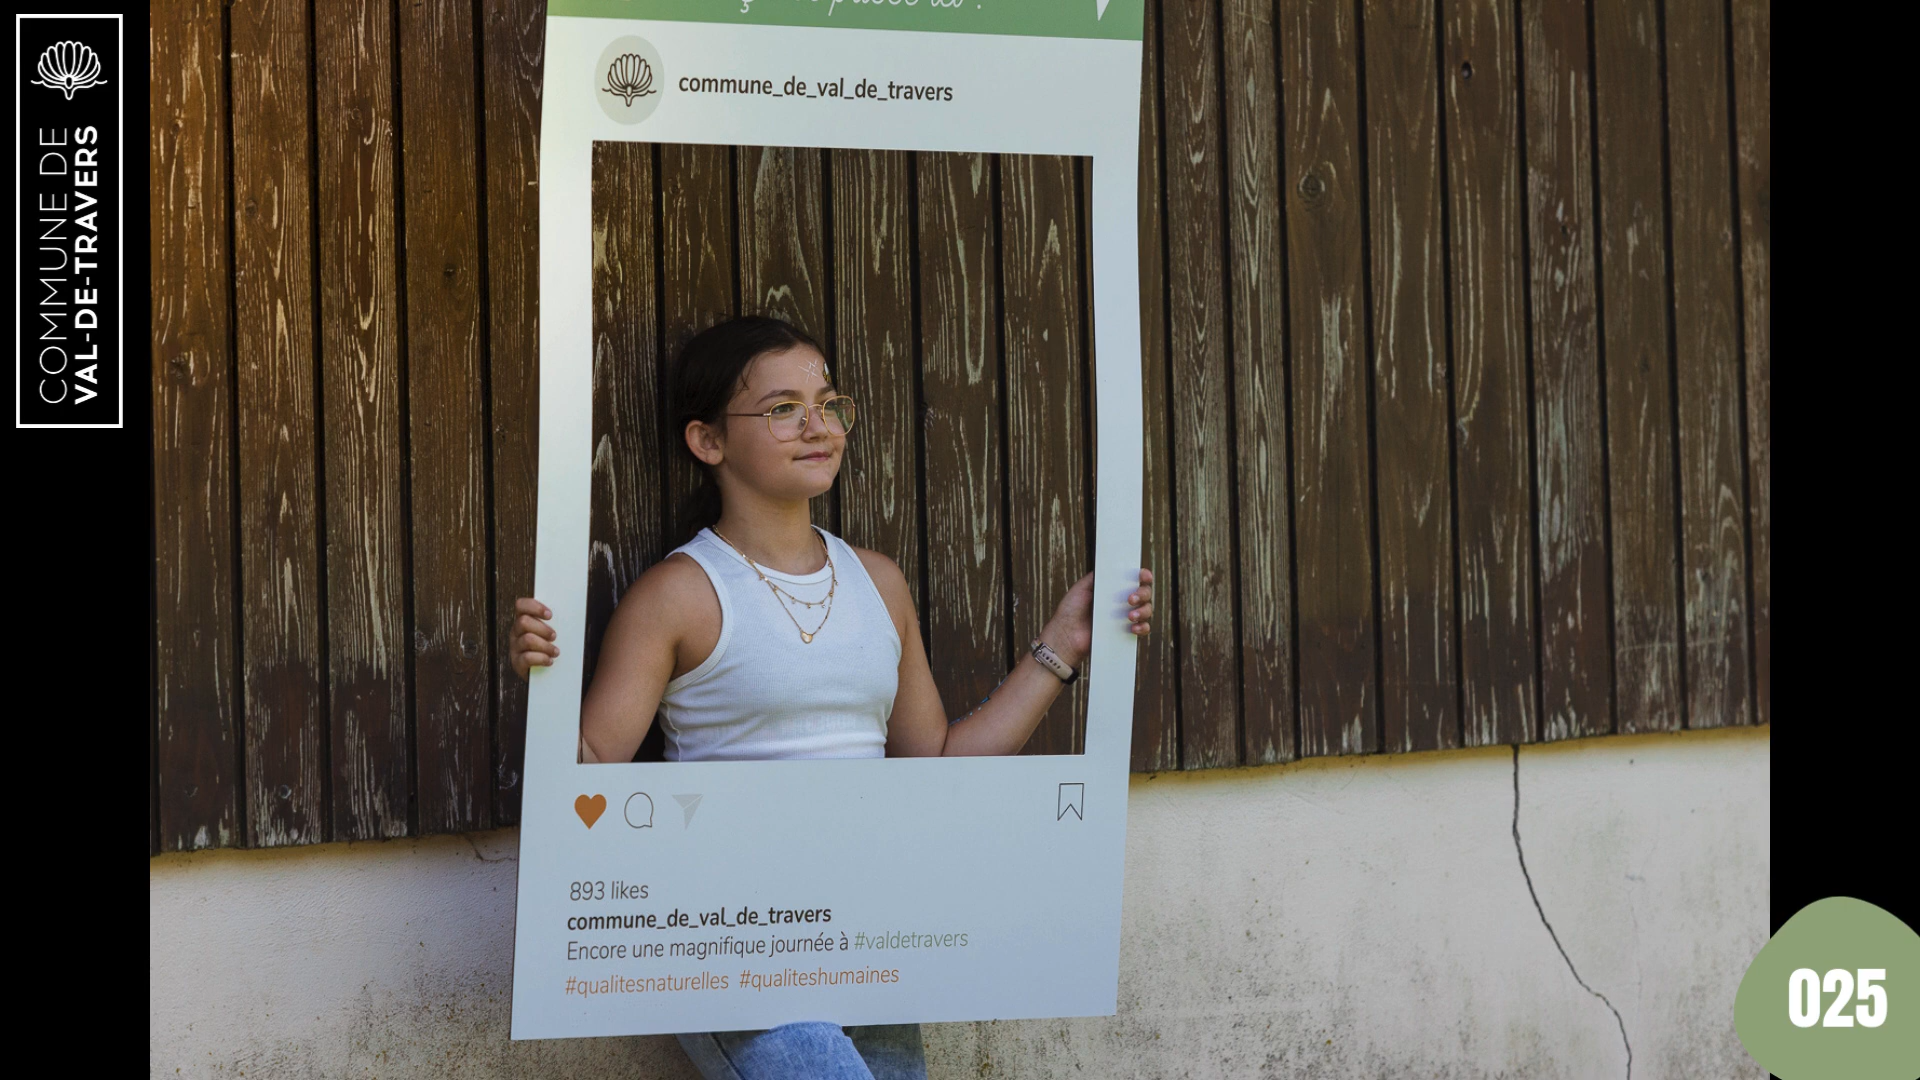 COMMUNE DE
VAL-DE-TRAVERS
commune_de_val_de_travers
893 likes
commune_de_val_de_travers
Encore une magnifique journée à #valdetravers
#qualitesnaturelles #qualiteshumaines
025